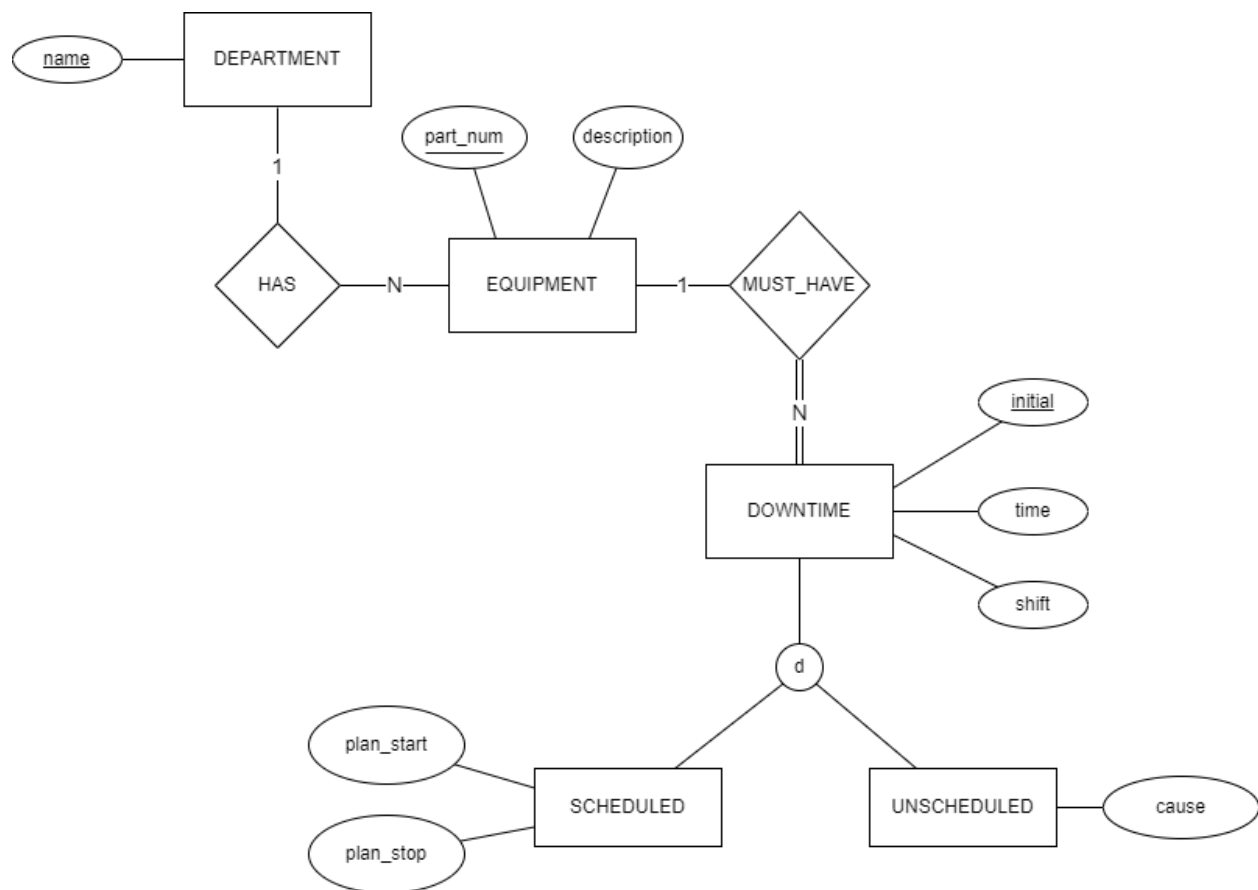 DEPARTMENT
name
part_num
description
1
HAS
N
EQUIPMENT
1
MUST_HAVE
N
initial
DOWNTIME
time
shift
d
plan_start
SCHEDULED
UNSCHEDULED
cause
plan_stop